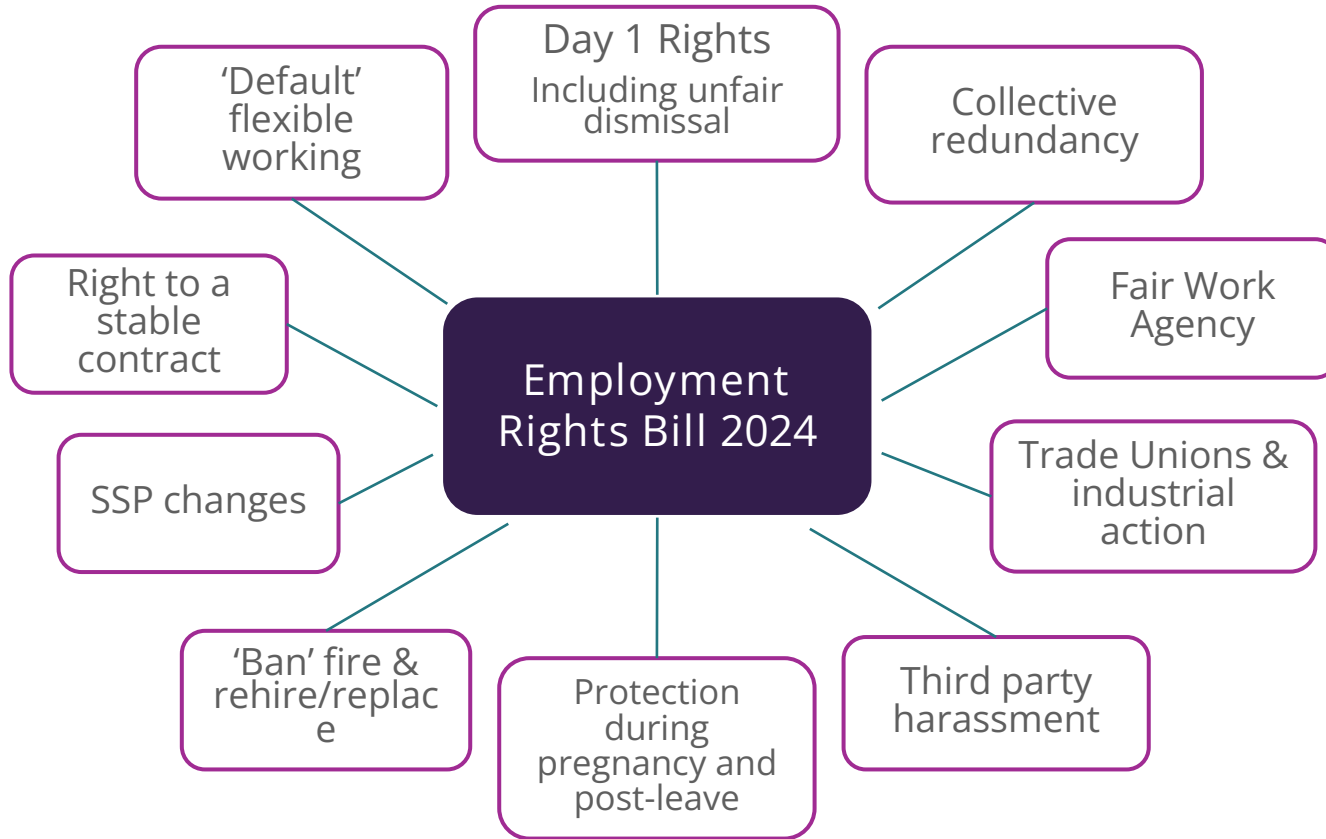 Day 1 Rights
Including unfair
dismissal
‘Default’
flexible
working
Collective
redundancy
Right to a
stable
contract
Fair Work
Agency
Employment
Rights Bill 2024
SSP changes
Trade Unions &
industrial
action
‘Ban’ fire &
rehire/replac
e
Protection
during
pregnancy and
post-leave
Third party
harassment